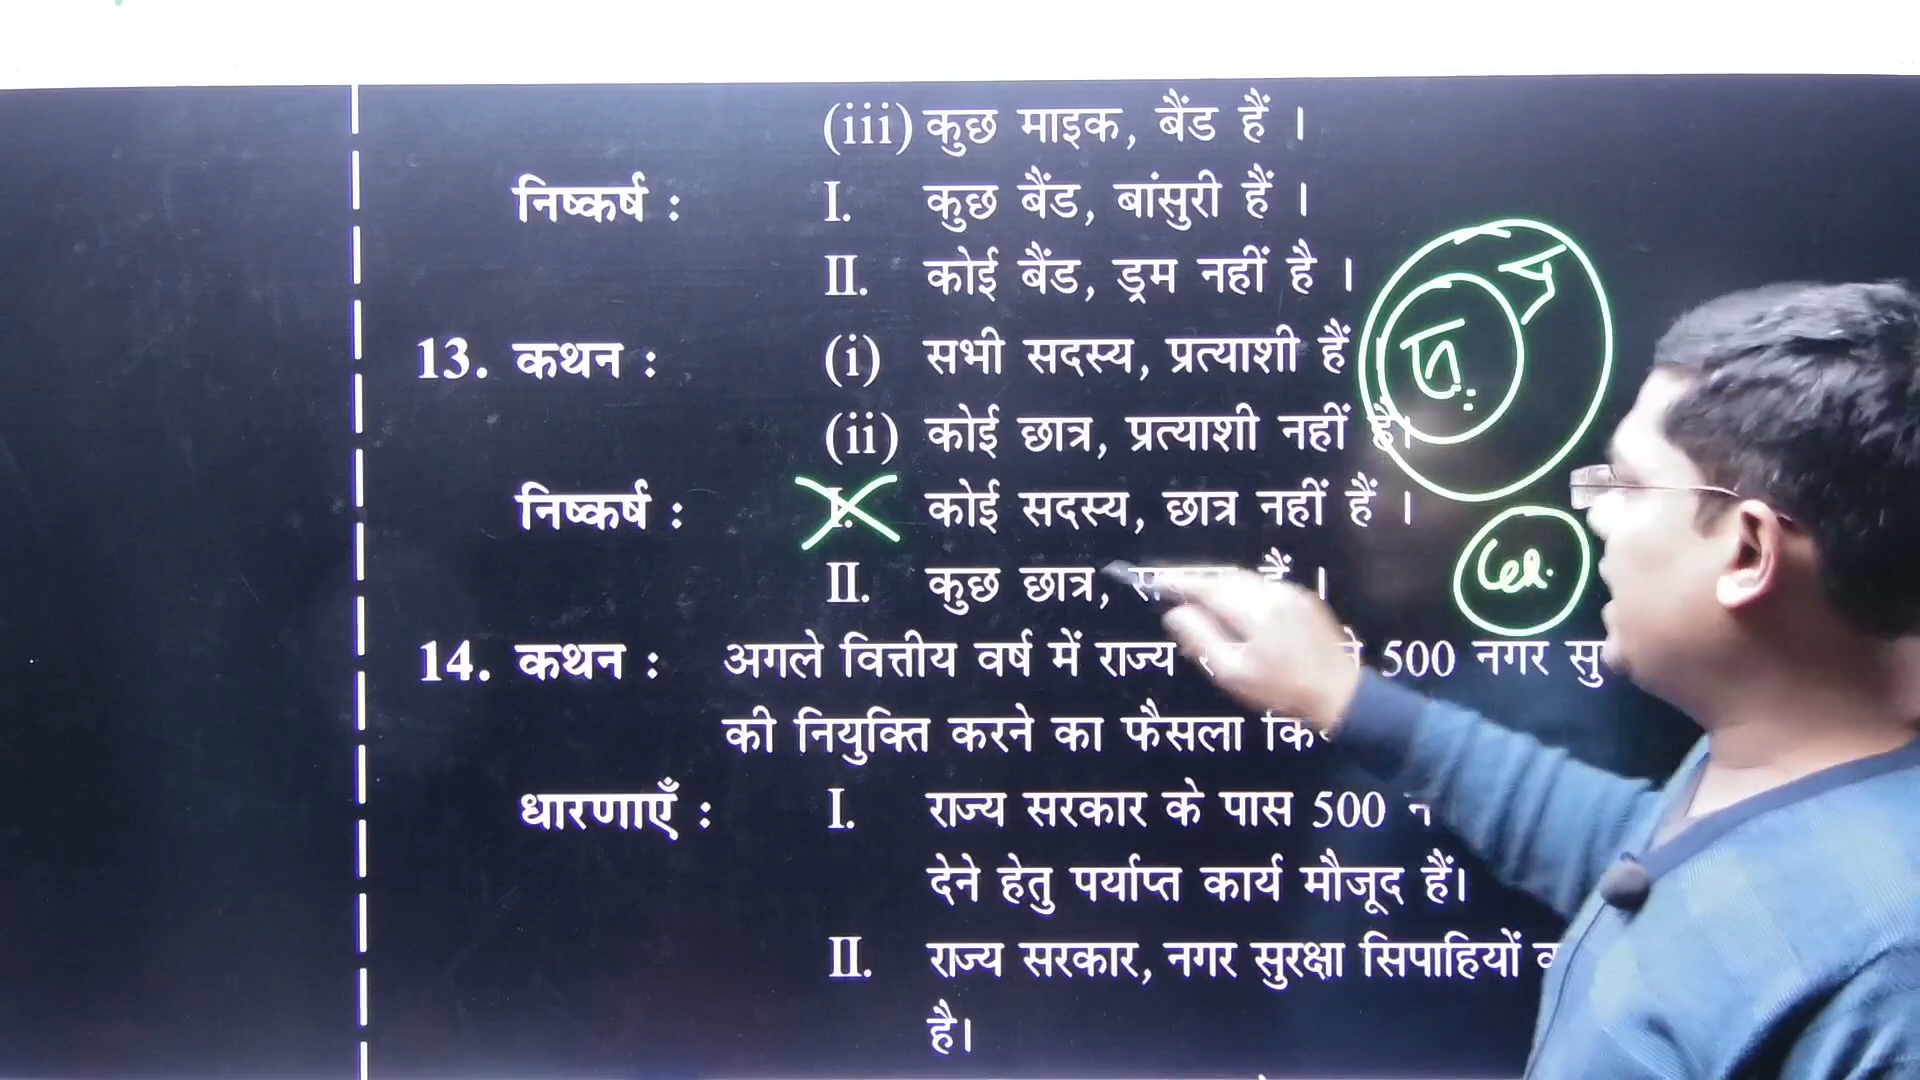 (iii) कुछ माइक, बैंड हैं ।
निष्कर्ष : I. कुछ बैंड, बांसुरी हैं ।
II. कोई बैंड, ड्रम नहीं है ।
13. कथन : (i) सभी सदस्य, प्रत्याशी हैं
(ii) कोई छात्र, प्रत्याशी नहीं है।
निष्कर्ष : I. कोई सदस्य, छात्र नहीं हैं ।
II. कुछ छात्र, हैं ।
14. कथन : अगले वित्तीय वर्ष में राज्य 500 नगर
की नियुक्ति करने का फैसला
धारणाएँ : I. राज्य सरकार के पास 500
देने हेतु पर्याप्त कार्य मौजूद हैं।
II. राज्य सरकार, नगर सुरक्षा सिपाहियों
है।